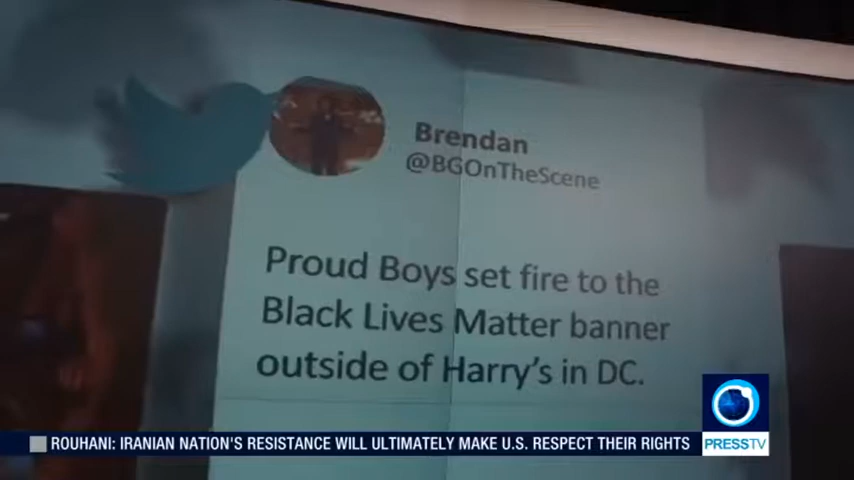 Brendan
@BGOnTheScene
Proud Boys set fire to the
Black Lives Matter banner
outside of Harry's in DC.
PRESSTV
ROUHANI: IRANIAN NATION'S RESISTANCE WILL ULTIMATELY MAKE U.S. RESPECT THEIR RIGHTS